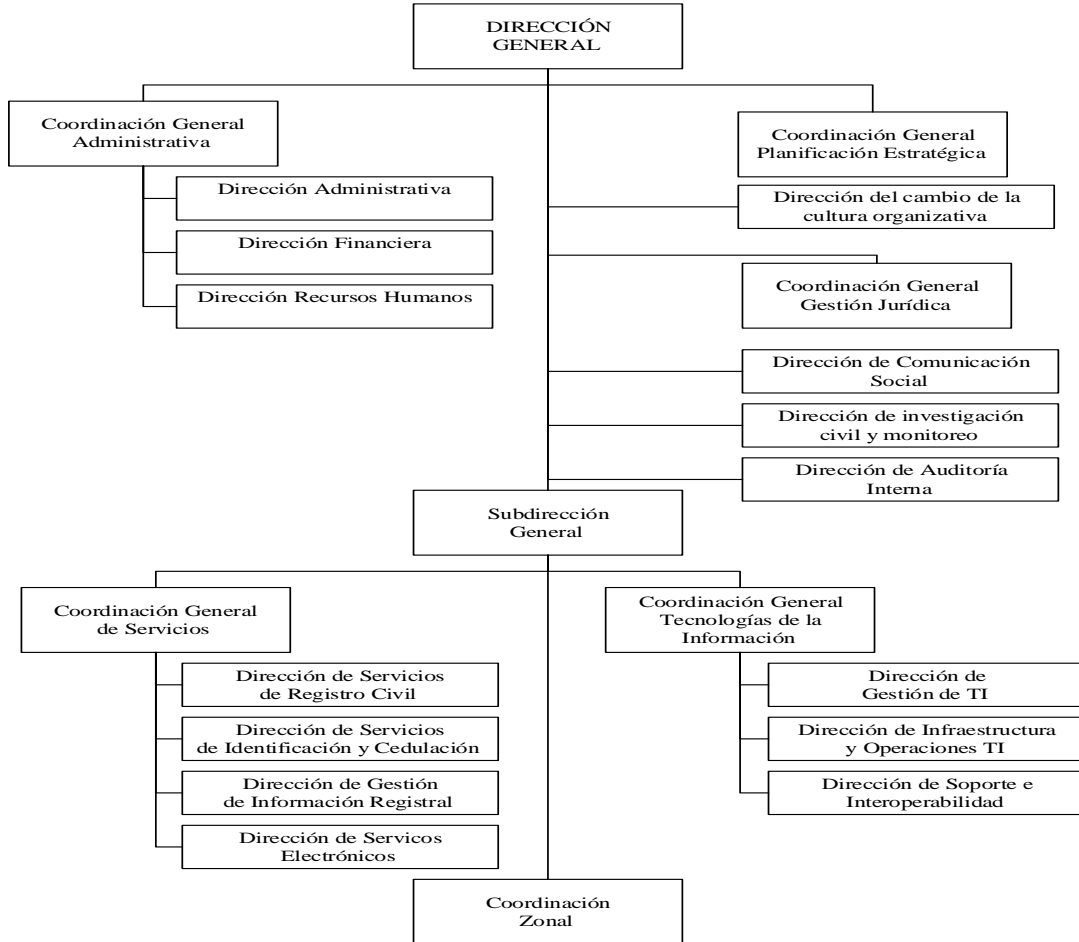 DIRECCIÓN
GENERAL
Coordinación General
Administrativa
Dirección Administrativa
Dirección Financiera
Dirección Recursos Humanos
Coordinación General
Planificación Estratégica
Dirección del cambio de la
cultura organizativa
Coordinación General
Gestión Jurídica
Dirección de Comunicación
Social
Dirección de investigación
civil y monitoreo
Dirección de Auditoría
Interna
Subdirección
General
Coordinación General
de Servicios
Dirección de Servicios
de Registro Civil
Dirección de Servicios
de Identificación y Cedulación
Dirección de Gestión
de Información Registral
Dirección de Servicos
Electrónicos
Coordinación General
Tecnologías de la
Información
Dirección de
Gestión de TI
Dirección de Infraestructura
y Operaciones TI
Dirección de Soporte e
Interoperabilidad
Coordinación
Zonal